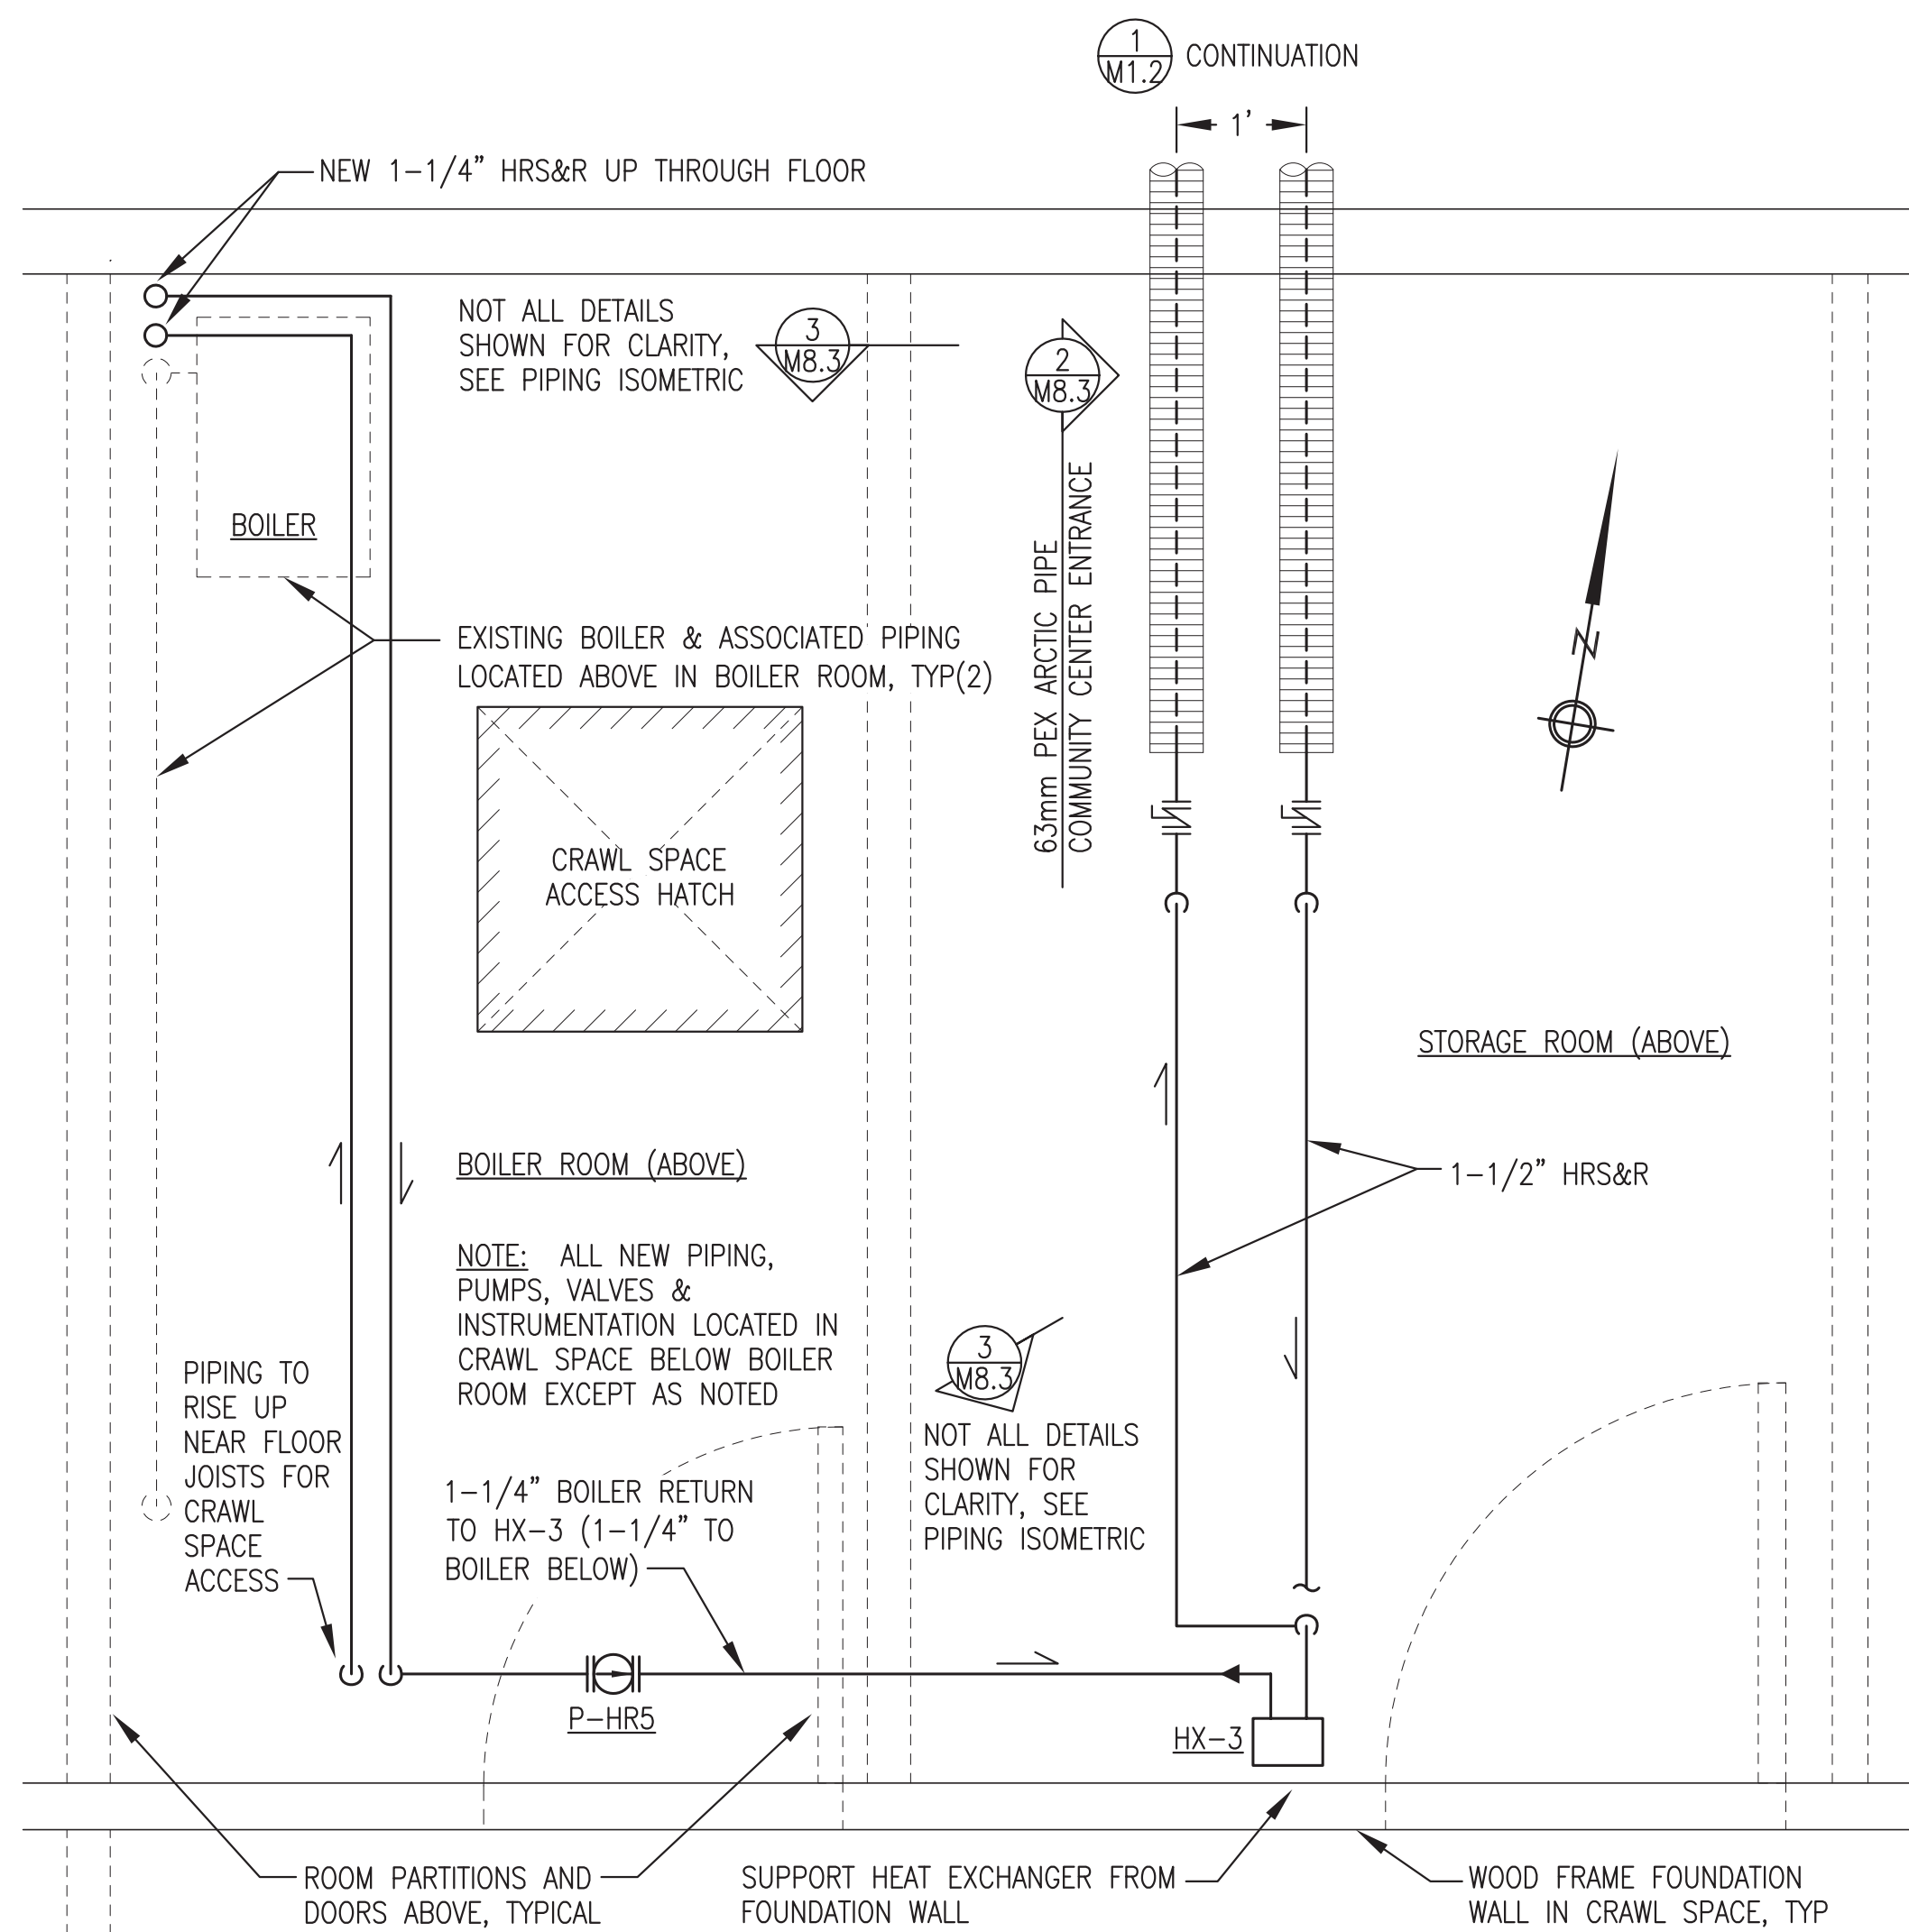 1
M1.2
CONTINUATION
1'
NEW 1-1/4" HRS&R UP THROUGH FLOOR
NOT ALL DETAILS
SHOWN FOR CLARITY,
SEE PIPING ISOMETRIC
3
M8.3
2
M8.3
BOILER
63mm PEX ARCTIC PIPE
COMMUNITY CENTER ENTRANCE
N
EXISTING BOILER & ASSOCIATED PIPING
LOCATED ABOVE IN BOILER ROOM, TYP(2)
CRAWL SPACE
ACCESS HATCH
STORAGE ROOM (ABOVE)
BOILER ROOM (ABOVE)
1-1/2" HRS&R
NOTE: ALL NEW PIPING,
PUMPS, VALVES &
INSTRUMENTATION LOCATED IN
CRAWL SPACE BELOW BOILER
ROOM EXCEPT AS NOTED
3
M8.3
NOT ALL DETAILS
SHOWN FOR
CLARITY, SEE
PIPING ISOMETRIC
PIPING TO
RISE UP
NEAR FLOOR
JOISTS FOR
CRAWL
SPACE
ACCESS
1-1/4" BOILER RETURN
TO HX-3 (1-1/4" TO
BOILER BELOW)
P-HR5
HX-3
ROOM PARTITIONS AND
DOORS ABOVE, TYPICAL
SUPPORT HEAT EXCHANGER FROM
FOUNDATION WALL
WOOD FRAME FOUNDATION
WALL IN CRAWL SPACE, TYP